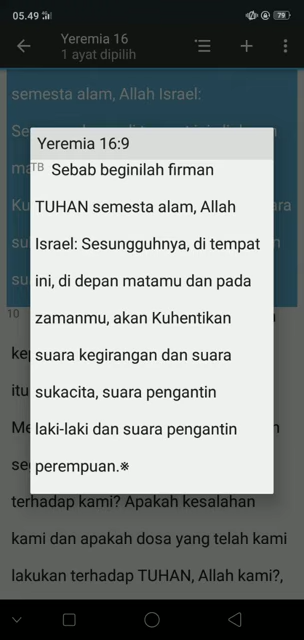 05.49
79
Yeremia 16
1 ayat dipilih
semesta alam, Allah Israel:
Yeremia 16:9
TB Sebab beginilah firman
TUHAN semesta alam, Allah
Israel: Sesungguhnya, di tempat
ini, di depan matamu dan pada
zamanmu, akan Kuhentikan
suara kegirangan dan suara
sukacita, suara pengantin
laki-laki dan suara pengantin
perempuan.※
10
terhadap kami? Apakah kesalahan
kami dan apakah dosa yang telah kami
lakukan terhadap TUHAN, Allah kami?,